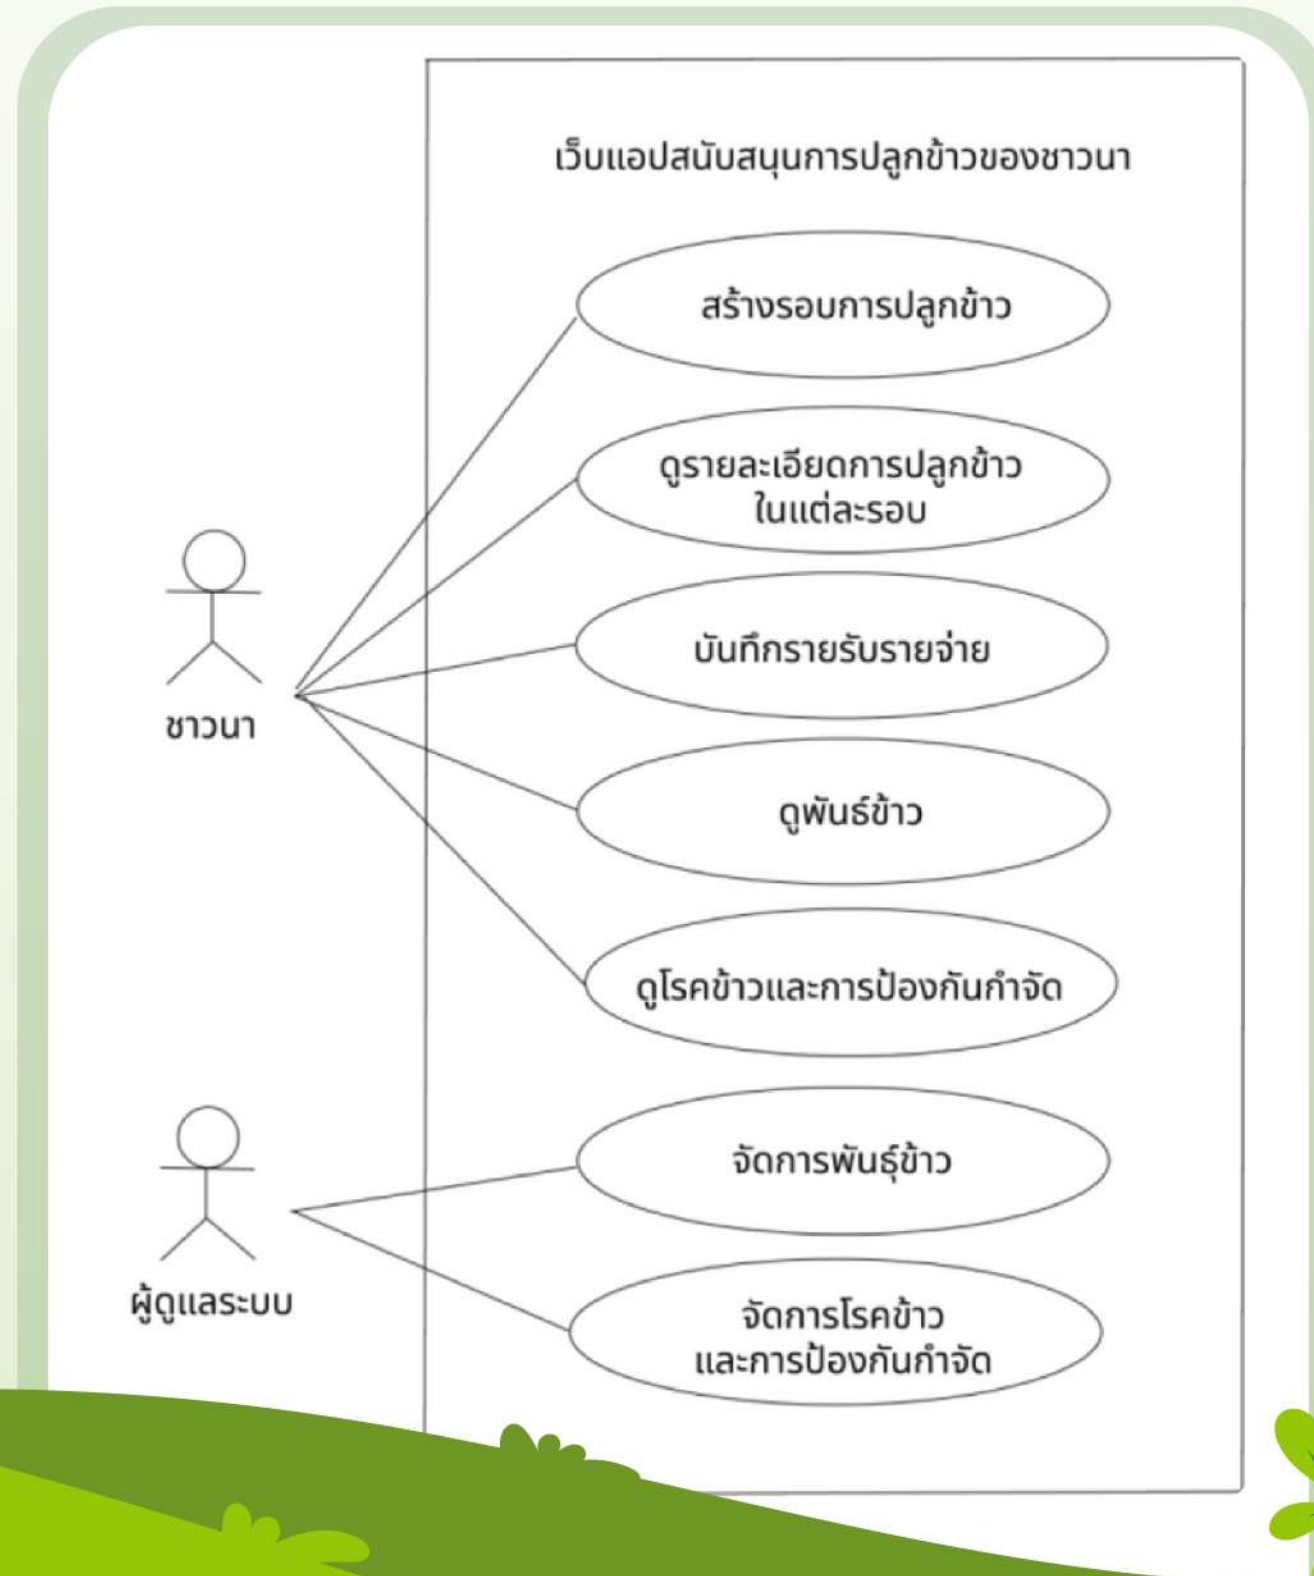 เว็บแอปสนับสนุนการปลูกข้าวของชาวนา
สร้างรอบการปลูกข้าว
ดูรายละเอียดการปลูกข้าว
ในแต่ละรอบ
บันทึกรายรับรายจ่าย
ชาวนา
ดูพันธ์ข้าว
ดูโรคข้าวและการป้องกันกำจัด
จัดการพันธุ์ข้าว
ผู้ดูแลระบบ
จัดการโรคข้าว
และการป้องกันกำจัด